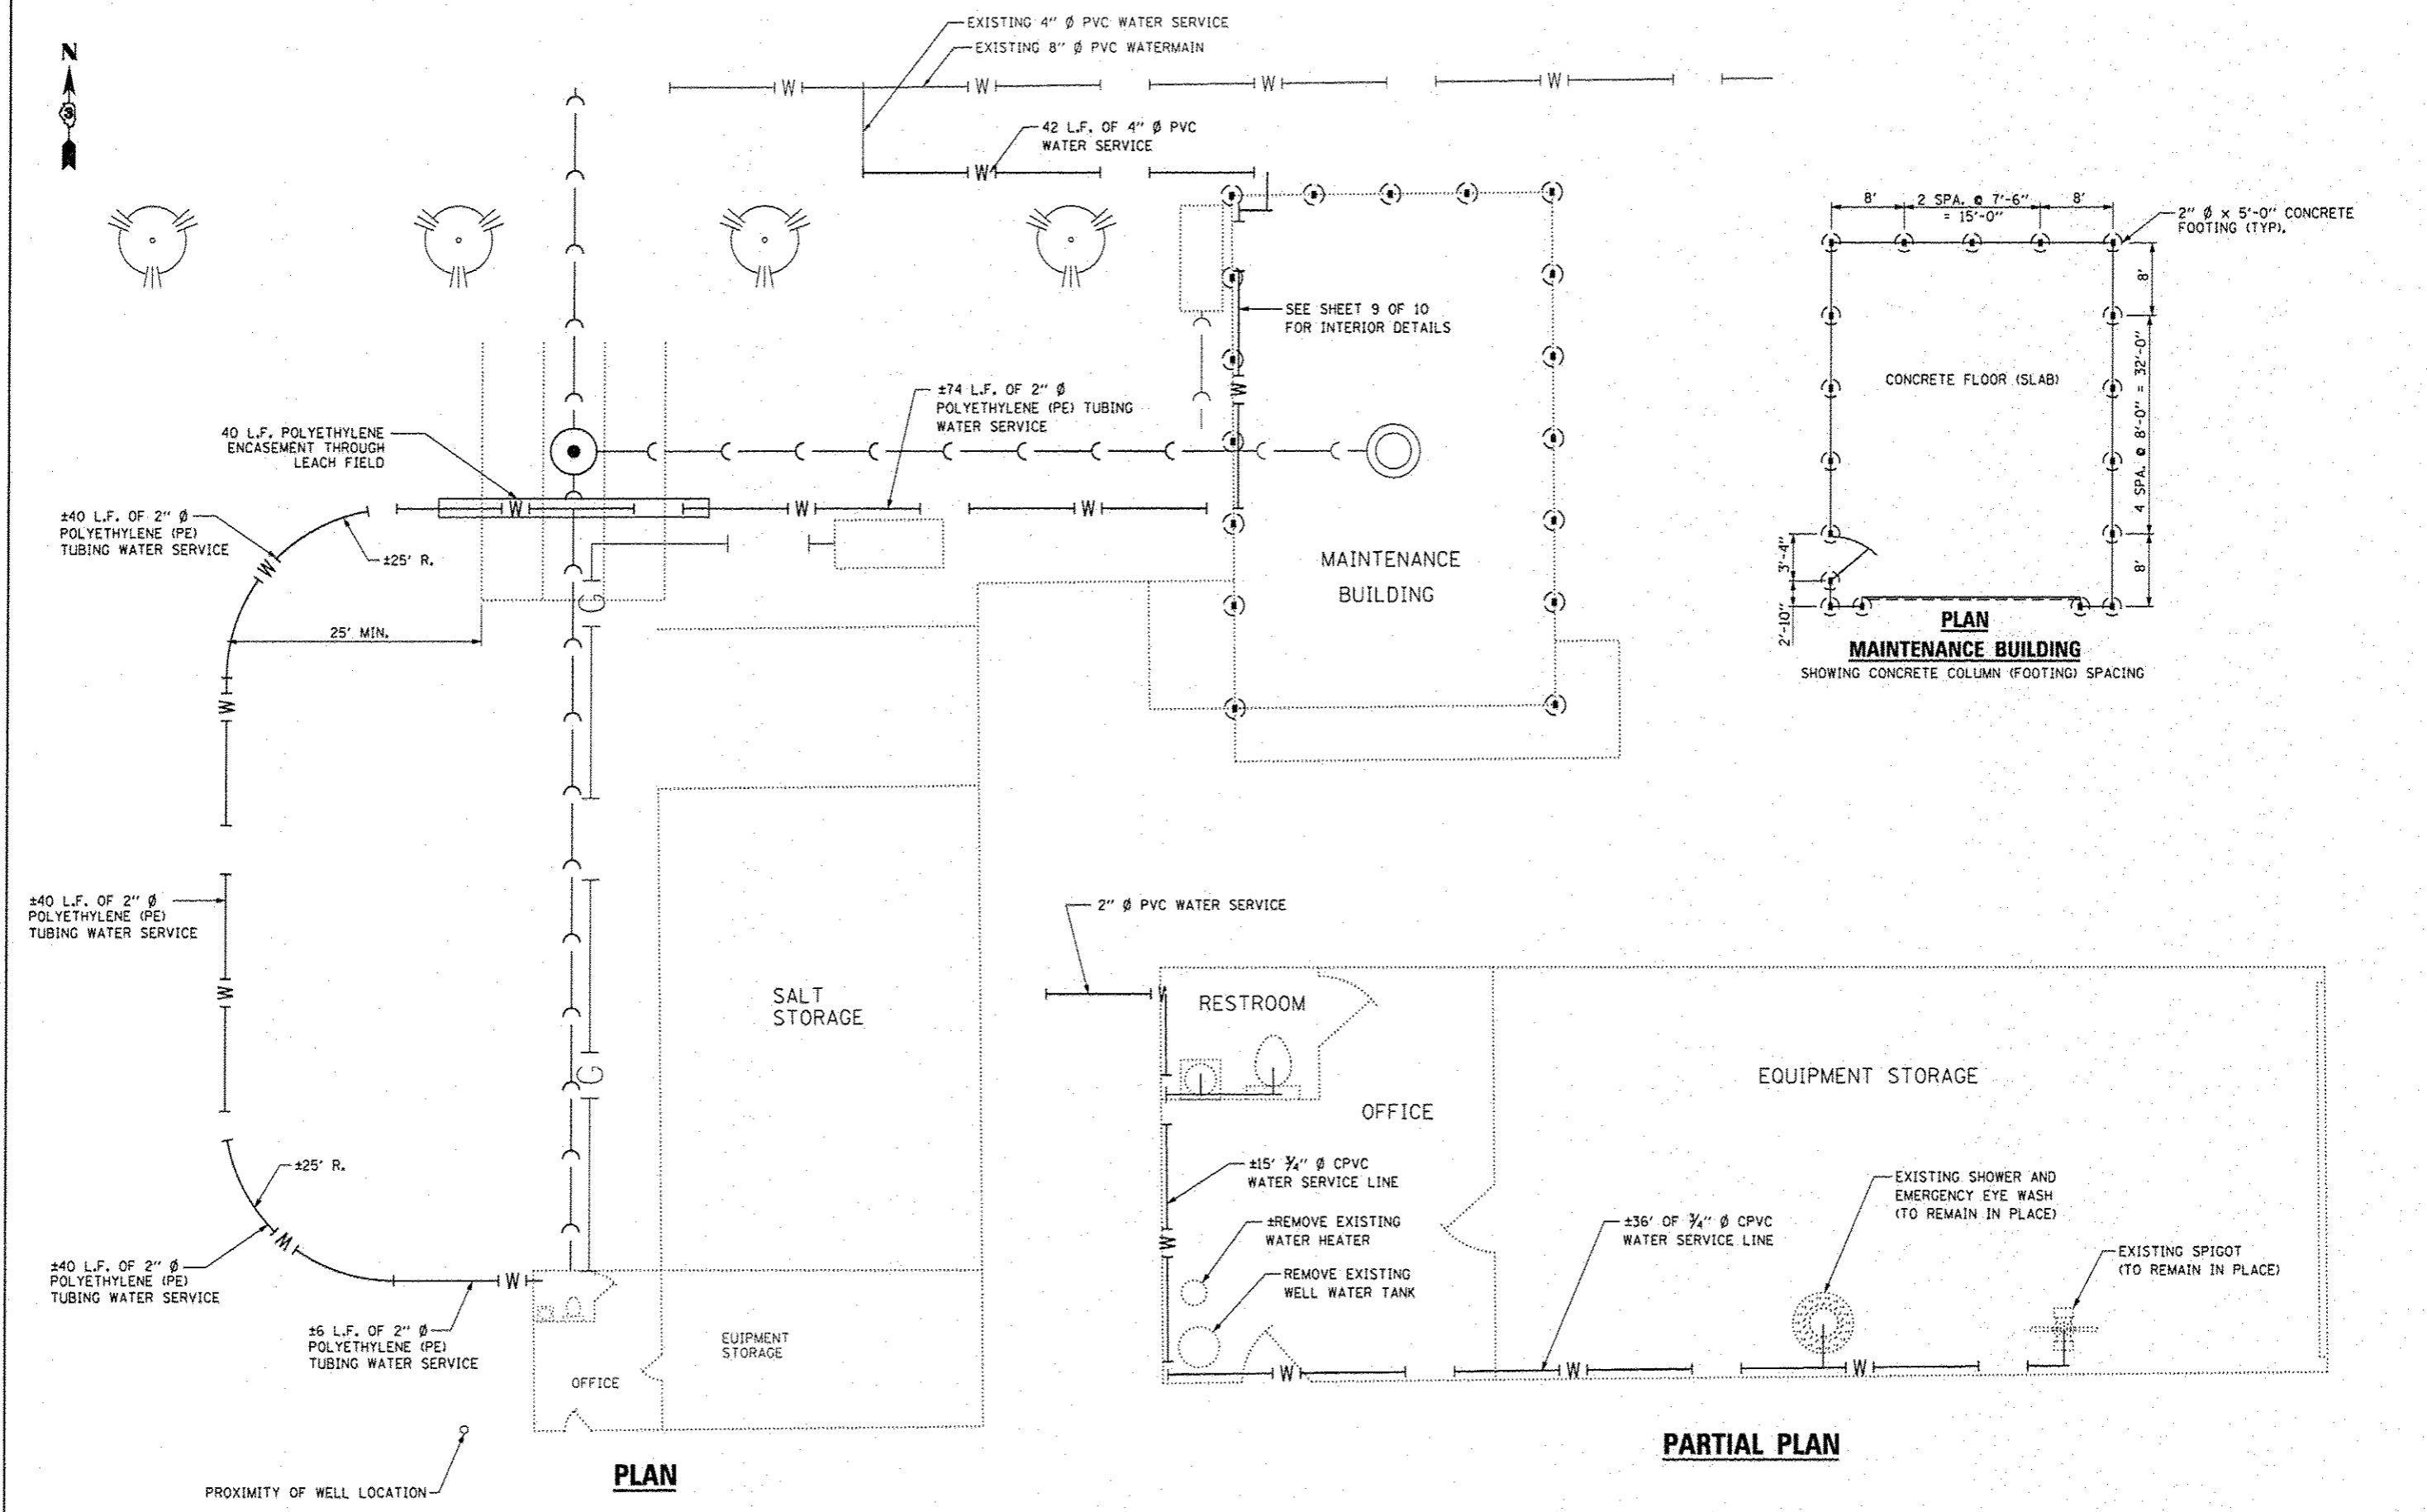 N
3
EXISTING 4" Ø PVC WATER SERVICE
EXISTING 8" Ø PVC WATERMAIN
W W W W
42 L.F. OF 4" Ø PVC
WATER SERVICE
W
SEE SHEET 9 OF 10
FOR INTERIOR DETAILS
W
±74 L.F. OF 2" Ø
POLYETHYLENE (PE) TUBING
WATER SERVICE
40 L.F. POLYETHYLENE
ENCASEMENT THROUGH
LEACH FIELD
W W W
±40 L.F. OF 2" Ø
POLYETHYLENE (PE)
TUBING WATER SERVICE
W
±25' R.
25' MIN.
G
MAINTENANCE
BUILDING
W
±40 L.F. OF 2" Ø
POLYETHYLENE (PE)
TUBING WATER SERVICE
W
SALT
STORAGE
G
±25' R.
W
±40 L.F. OF 2" Ø
POLYETHYLENE (PE)
TUBING WATER SERVICE
W
±6 L.F. OF 2" Ø
POLYETHYLENE (PE)
TUBING WATER SERVICE
EUIPMENT
STORAGE
OFFICE
PROXIMITY OF WELL LOCATION
PLAN
8'
2 SPA. @ 7'-6"
= 15'-0"
8'
2" Ø x 5'-0" CONCRETE
FOOTING (TYP).
8'
CONCRETE FLOOR (SLAB)
4 SPA. @ 8'-0" = 32'-0"
3'-4"
8'
2'-10"
PLAN
MAINTENANCE BUILDING
SHOWING CONCRETE COLUMN (FOOTING) SPACING
2" Ø PVC WATER SERVICE
W
RESTROOM
OFFICE
EQUIPMENT STORAGE
±15' ¾" Ø CPVC
WATER SERVICE LINE
W
±REMOVE EXISTING
WATER HEATER
REMOVE EXISTING
WELL WATER TANK
±36' OF ¾" Ø CPVC
WATER SERVICE LINE
EXISTING SHOWER AND
EMERGENCY EYE WASH
(TO REMAIN IN PLACE)
EXISTING SPIGOT
(TO REMAIN IN PLACE)
W W W
PARTIAL PLAN